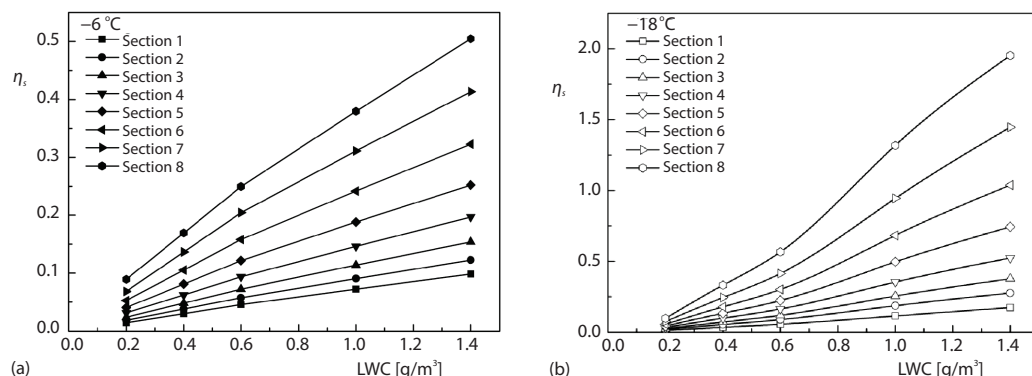 −6 °C
0.5
Section 1
Section 2
Section 3
ηs
0.4
Section 4
Section 5
Section 6
Section 7
0.3
Section 8
0.2
0.1
0.0
0.0 0.2 0.4 0.6 0.8 1.0 1.2 1.4
(a)
LWC [g/m³]
−18 °C
2.0
Section 1
Section 2
Section 3
ηs
Section 4
1.5
Section 5
Section 6
Section 7
Section 8
1.0
0.5
0.0
0.0 0.2 0.4 0.6 0.8 1.0 1.2 1.4
(b)
LWC [g/m³]